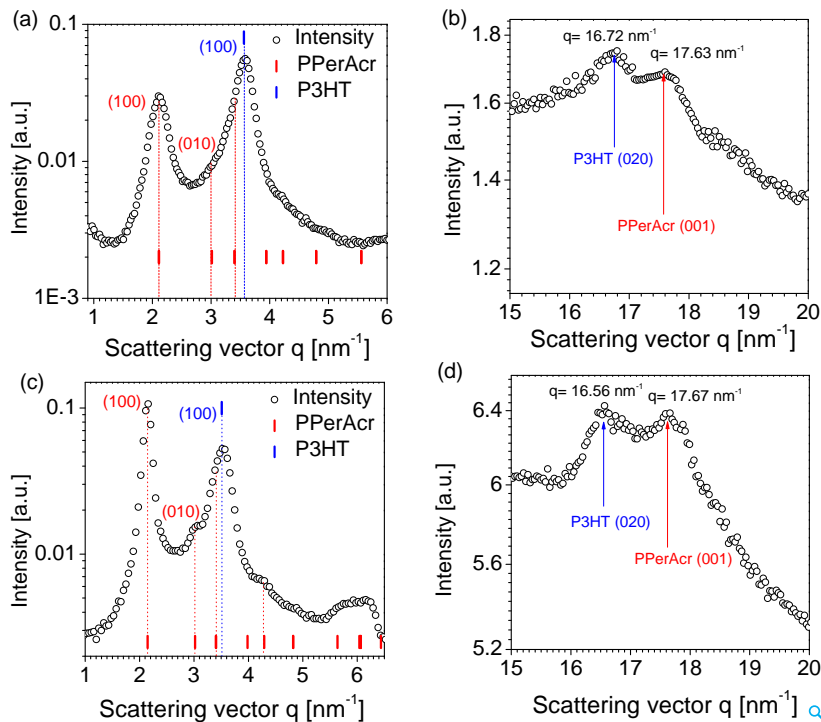 (a)
0.1
0.01
1E-3
Intensity [a.u.]
(100)
(010)
(100)
Intensity
PPerAcr
P3HT
1 2 3 4 5 6
Scattering vector q [nm-1]
(b)
1.8
1.6
1.4
1.2
Intensity [a.u.]
q= 16.72 nm-1
q= 17.63 nm-1
P3HT (020)
PPerAcr (001)
15 16 17 18 19 20
Scattering vector q [nm-1]
(c)
0.1
0.01
Intensity [a.u.]
(100)
(010)
(100)
Intensity
PPerAcr
P3HT
1 2 3 4 5 6
Scattering vector q [nm-1]
(d)
6.4
6
5.6
5.2
Intensity [a.u.]
q= 16.56 nm-1
q= 17.67 nm-1
P3HT (020)
PPerAcr (001)
15 16 17 18 19 20
Scattering vector q [nm-1]